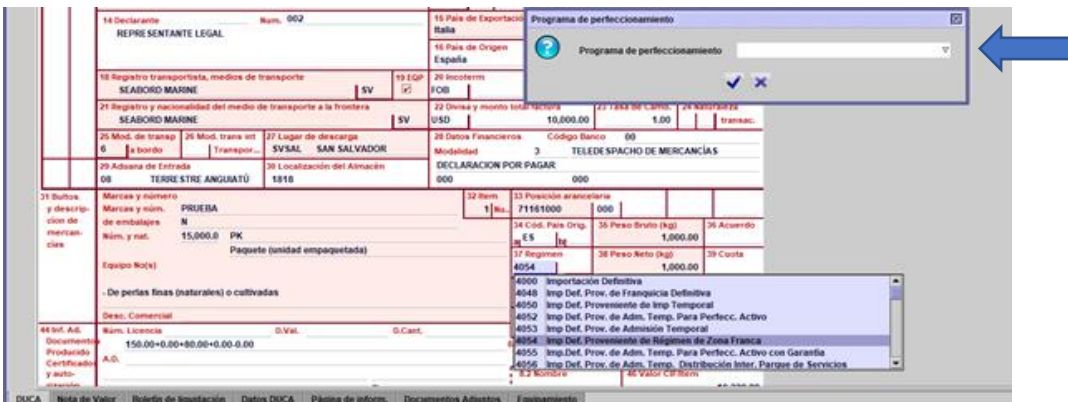 14 Declarante Num. 002
REPRESENTANTE LEGAL
15 País de Exportació
Italia
16 País de Origen
España
Programa de perfeccionamiento
Programa de perfeccionamiento
18 Registro transportista, medios de transporte
19 EQP
20 Incoterm
SEABORD MARINE SV
FOB
21 Registro y nacionalidad del medio de transporte a la frontera
22 Divisa y monto total factura
23 Tasa de Camb.
24 Naturaleza
SEABORD MARINE SV
USD 10,000.00 1.00 transac.
25 Mod. de transp
26 Mod. trans int
27 Lugar de descarga
28 Datos Financieros Código Banco 00
6 a bordo Transpor... SVSAL SAN SALVADOR
Modalidad 3 TELEDESPACHO DE MERCANCÍAS
29 Aduana de Entrada
30 Localización del Almacén
DECLARACION POR PAGAR
08 TERRESTRE ANGUIATÚ 1818
000 000
31 Bultos y descrip-cion de mercan-cias
Marcas y número
32 Item
33 Posición arancelaria
Marcas y núm. PRUEBA
1 No. 71161000 000
de embalajes N
34 Cód. País Orig.
35 Peso Bruto (kg)
36 Acuerdo
Núm. y nat. 15,000.0 PK
ES 1,000.00
Paquete (unidad empaquetada)
37 Regimen
38 Peso Neto (kg)
39 Cuota
Equipo No(s)
4054 1,000.00
4000 Importación Definitiva
- De perlas finas (naturales) o cultivadas
4048 Imp Def. Prov. de Franquicia Definitiva
4050 Imp Def. Proveniente de Imp Temporal
Desc. Comercial
4052 Imp Def. Prov. de Adm. Temp. Para Perfecc. Activo
44 Inf. Ad. Documento Producido Certificado y auto-
Núm. Licencia D.Val. D.Cant.
4053 Imp Def. Prov. de Admisión Temporal
150.00+0.00+80.00+0.00-0.00
4054 Imp Def. Proveniente de Régimen de Zona Franca
4055 Imp Def. Prov. de Adm. Temp. Para Perfecc. Activo con Garantia
A.D.
4056 Imp Def. Prov. de Adm. Temp. Distribución Inter. Parque de Servicios
DUCA Nota de Valor Boletín de liquidación Datos DUCA Página de inform. Documentos Adjuntos Equipamiento